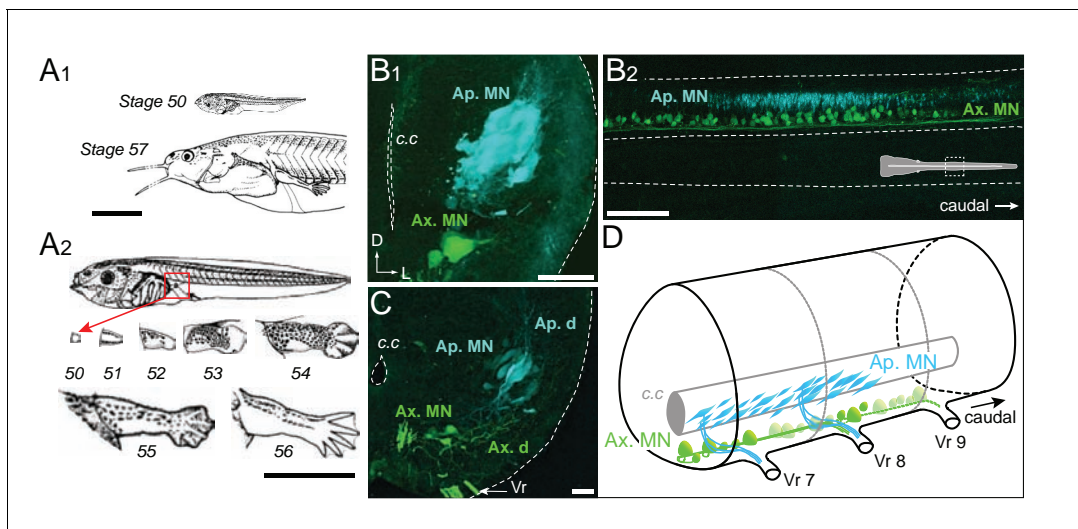 A1
Stage 50
Stage 57
A2
50
51
52
53
54
55
56
B1
Ap. MN
c.c
Ax. MN
D
L
B2
Ap. MN
Ax. MN
caudal
C
Ap. d
c.c
Ap. MN
Ax. MN
Ax. d
Vr
D
Ap. MN
c.c
caudal
Ax. MN
Vr 9
Vr 8
Vr 7